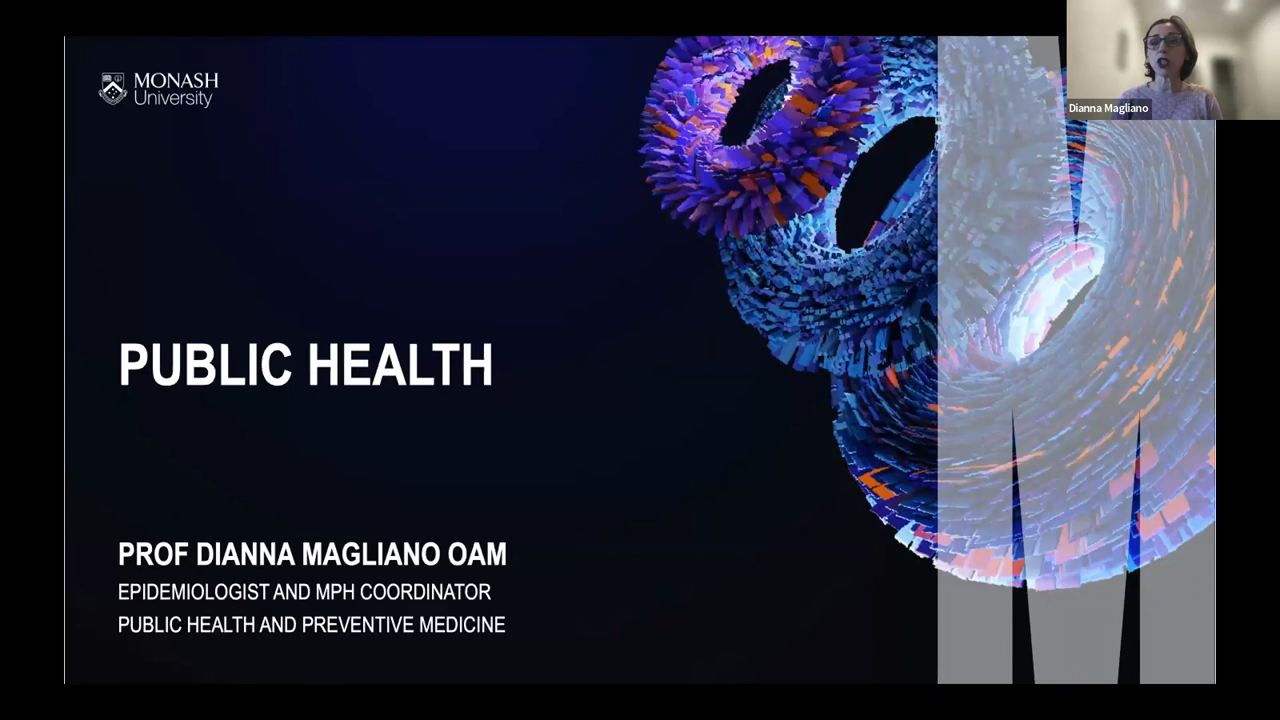 MONASH
University
Dianna Magliano
PUBLIC HEALTH
PROF DIANNA MAGLIANO OAM
EPIDEMIOLOGIST AND MPH COORDINATOR
PUBLIC HEALTH AND PREVENTIVE MEDICINE